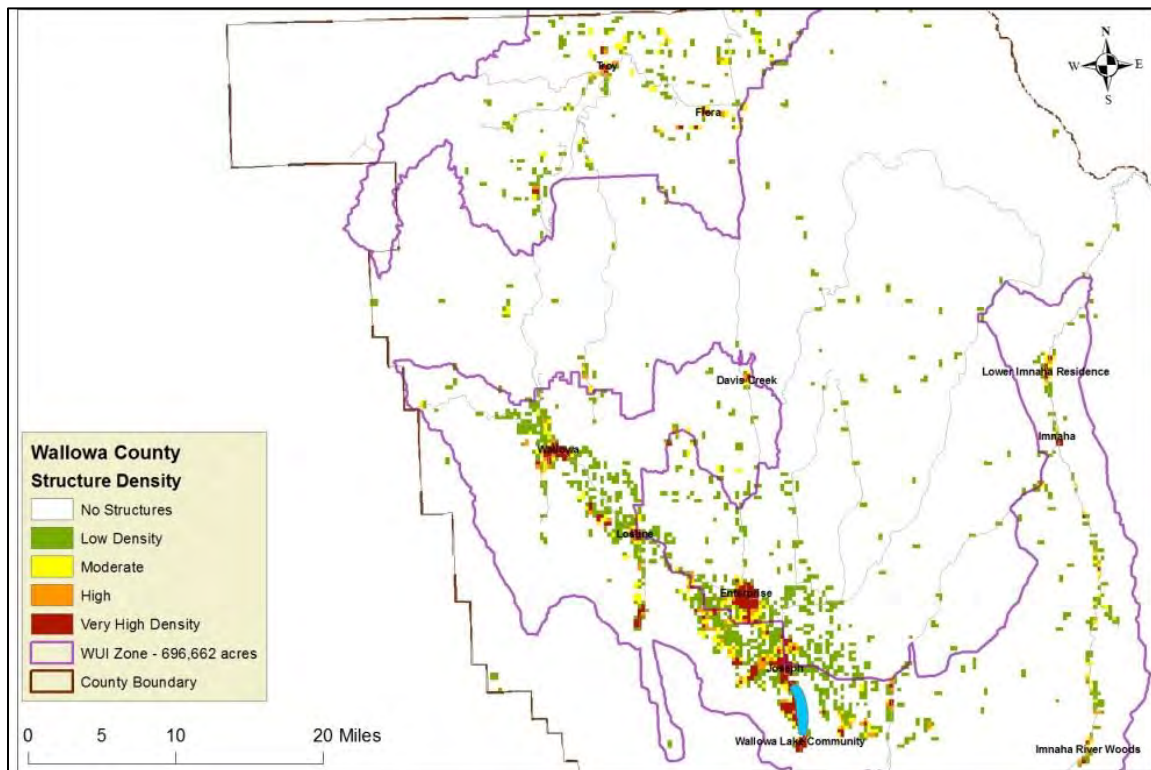 N
W E
S
Troy
Flora
Davis Creek
Lower Imnaha Residence
Imnaha
Wallowa
Lostine
Enterprise
Joseph
Wallowa Lake Community
Imnaha River Woods
Wallowa County
Structure Density
No Structures
Low Density
Moderate
High
Very High Density
WUI Zone - 696,662 acres
County Boundary
0 5 10 20 Miles